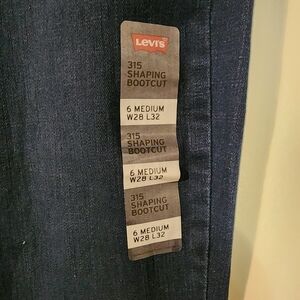 Levi's
315
SHAPING
BOOTCUT
6 MEDIUM
W28 L32
315
SHAPING
BOOTCUT
6 MEDIUM
W28 L32
315
SHAPING
BOOTCUT
6 MEDIUM
W28 L32